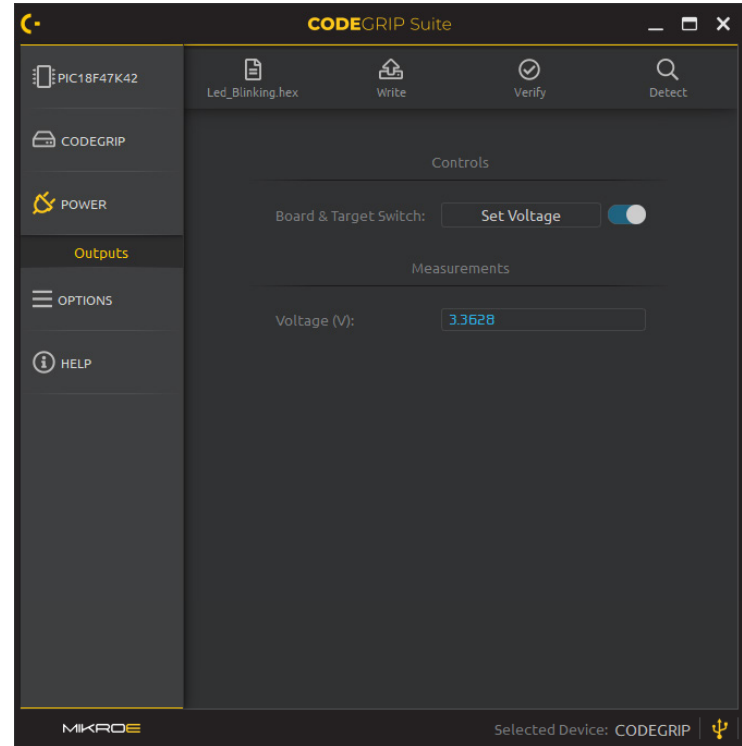 CODEGRIP Suite
PIC18F47K42
CODEGRIP
POWER
Outputs
OPTIONS
HELP
Led_Blinking.hex
Write
Verify
Detect
Controls
Board & Target Switch:
Set Voltage
Measurements
Voltage (V):
3.3628
MIKROE
Selected Device: CODEGRIP